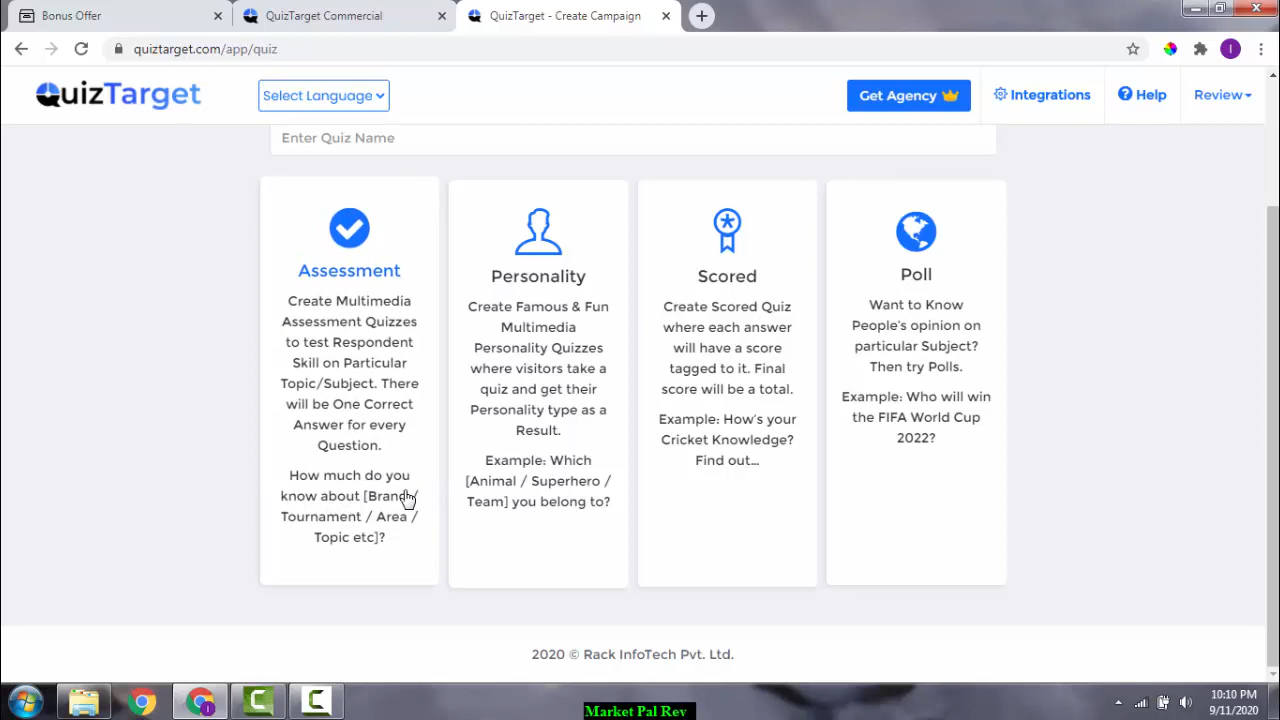 Bonus Offer
QuizTarget Commercial
QuizTarget - Create Campaign
quiztarget.com/app/quiz
I
QuizTarget
Select Language
Get Agency
Integrations
Help
Review
Enter Quiz Name
Assessment
Create Multimedia
Assessment Quizzes
to test Respondent
Skill on Particular
Topic/Subject. There
will be One Correct
Answer for every
Question.
How much do you
know about [Brand /
Tournament / Area /
Topic etc]?
Personality
Create Famous & Fun
Multimedia
Personality Quizzes
where visitors take a
quiz and get their
Personality type as a
Result.
Example: Which
[Animal / Superhero /
Team] you belong to?
Scored
Create Scored Quiz
where each answer
will have a score
tagged to it. Final
score will be a total.
Example: How's your
Cricket Knowledge?
Find out...
Poll
Want to Know
People's opinion on
particular Subject?
Then try Polls.
Example: Who will win
the FIFA World Cup
2022?
2020 © Rack InfoTech Pvt. Ltd.
10:10 PM
9/11/2020
Market Pal Rev